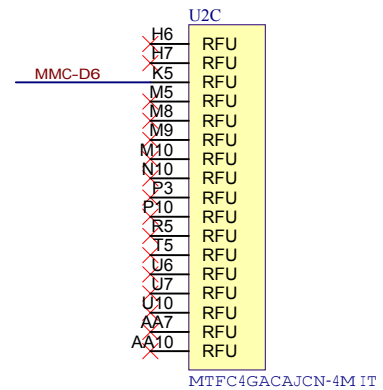 U2C
H6 RFU
H7 RFU
MMC-D6 K5 RFU
M5 RFU
M8 RFU
M9 RFU
M10 RFU
N10 RFU
P3 RFU
P10 RFU
R5 RFU
T5 RFU
U6 RFU
U7 RFU
U10 RFU
AA7 RFU
AA10 RFU
MTFC4GACAJCN-4M IT